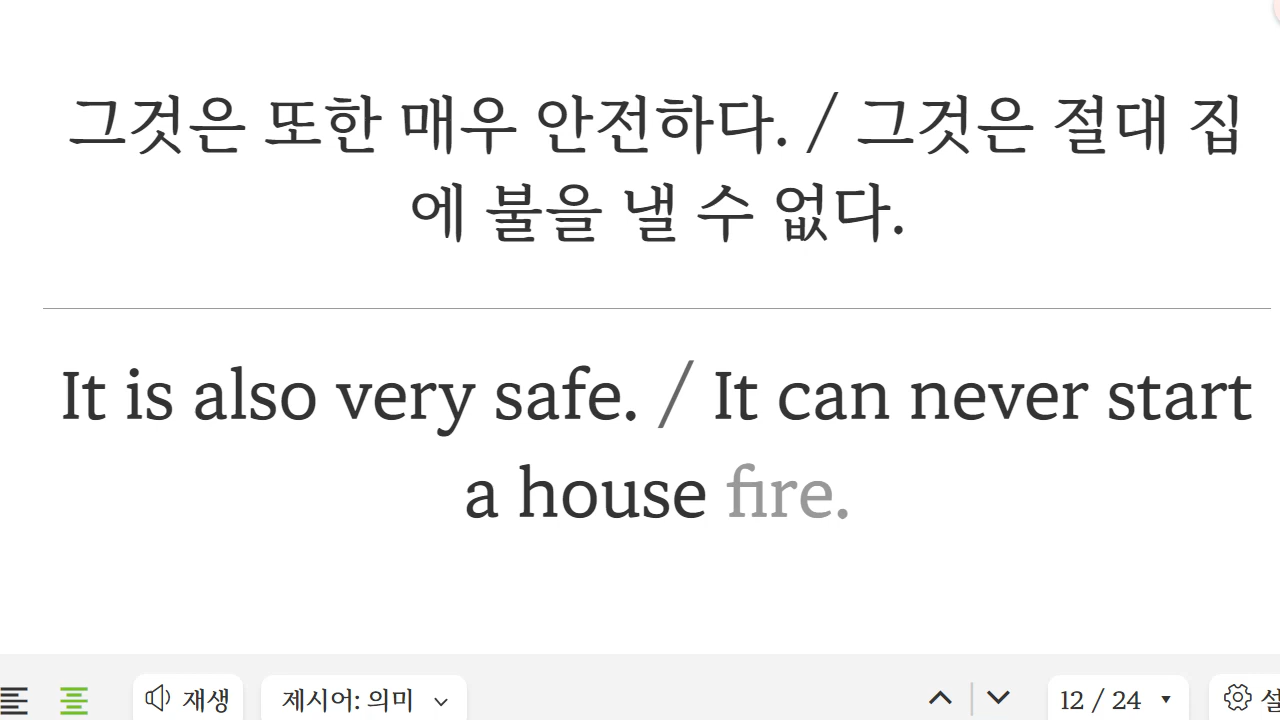 그것은 또한 매우 안전하다. / 그것은 절대 집
에 불을 낼 수 없다.
It is also very safe. / It can never start
a house fire.
재생 제시어: 의미 12 / 24